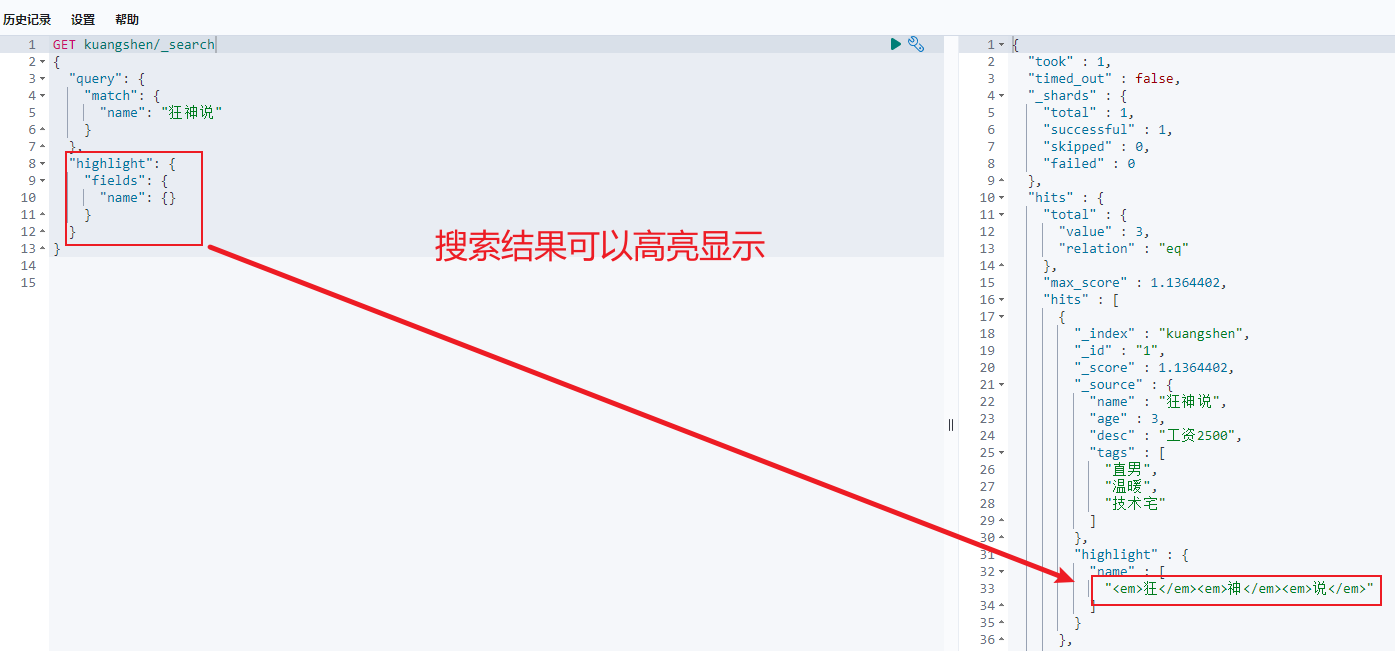 历史记录 设置 帮助
1 GET kuangshen/_search
2 {
3 "query": {
4 "match": {
5 "name": "狂神说"
6 }
7 },
8 "highlight": {
9 "fields": {
10 "name": {}
11 }
12 }
13 }
14
15
搜索结果可以高亮显示
1 {
2 "took" : 1,
3 "timed_out" : false,
4 "_shards" : {
5 "total" : 1,
6 "successful" : 1,
7 "skipped" : 0,
8 "failed" : 0
9 },
10 "hits" : {
11 "total" : {
12 "value" : 3,
13 "relation" : "eq"
14 },
15 "max_score" : 1.1364402,
16 "hits" : [
17 {
18 "_index" : "kuangshen",
19 "_id" : "1",
20 "_score" : 1.1364402,
21 "_source" : {
22 "name" : "狂神说",
23 "age" : 3,
24 "desc" : "工资2500",
25 "tags" : [
26 "直男",
27 "温暖",
28 "技术宅"
29 ]
30 },
31 "highlight" : {
32 "name" : [
33 "<em>狂</em><em>神</em><em>说</em>"
34 ]
35 }
36 },